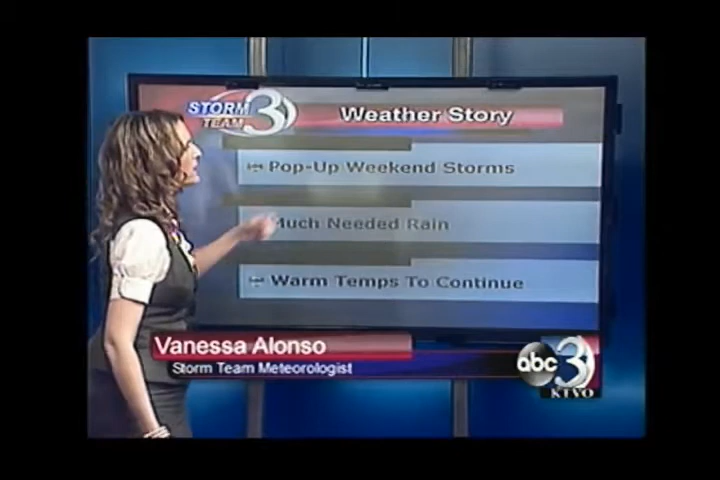 STORM TEAM 3
Weather Story
Pop-Up Weekend Storms
Much Needed Rain
Warm Temps To Continue
Vanessa Alonso
Storm Team Meteorologist
abc 3
KTVO